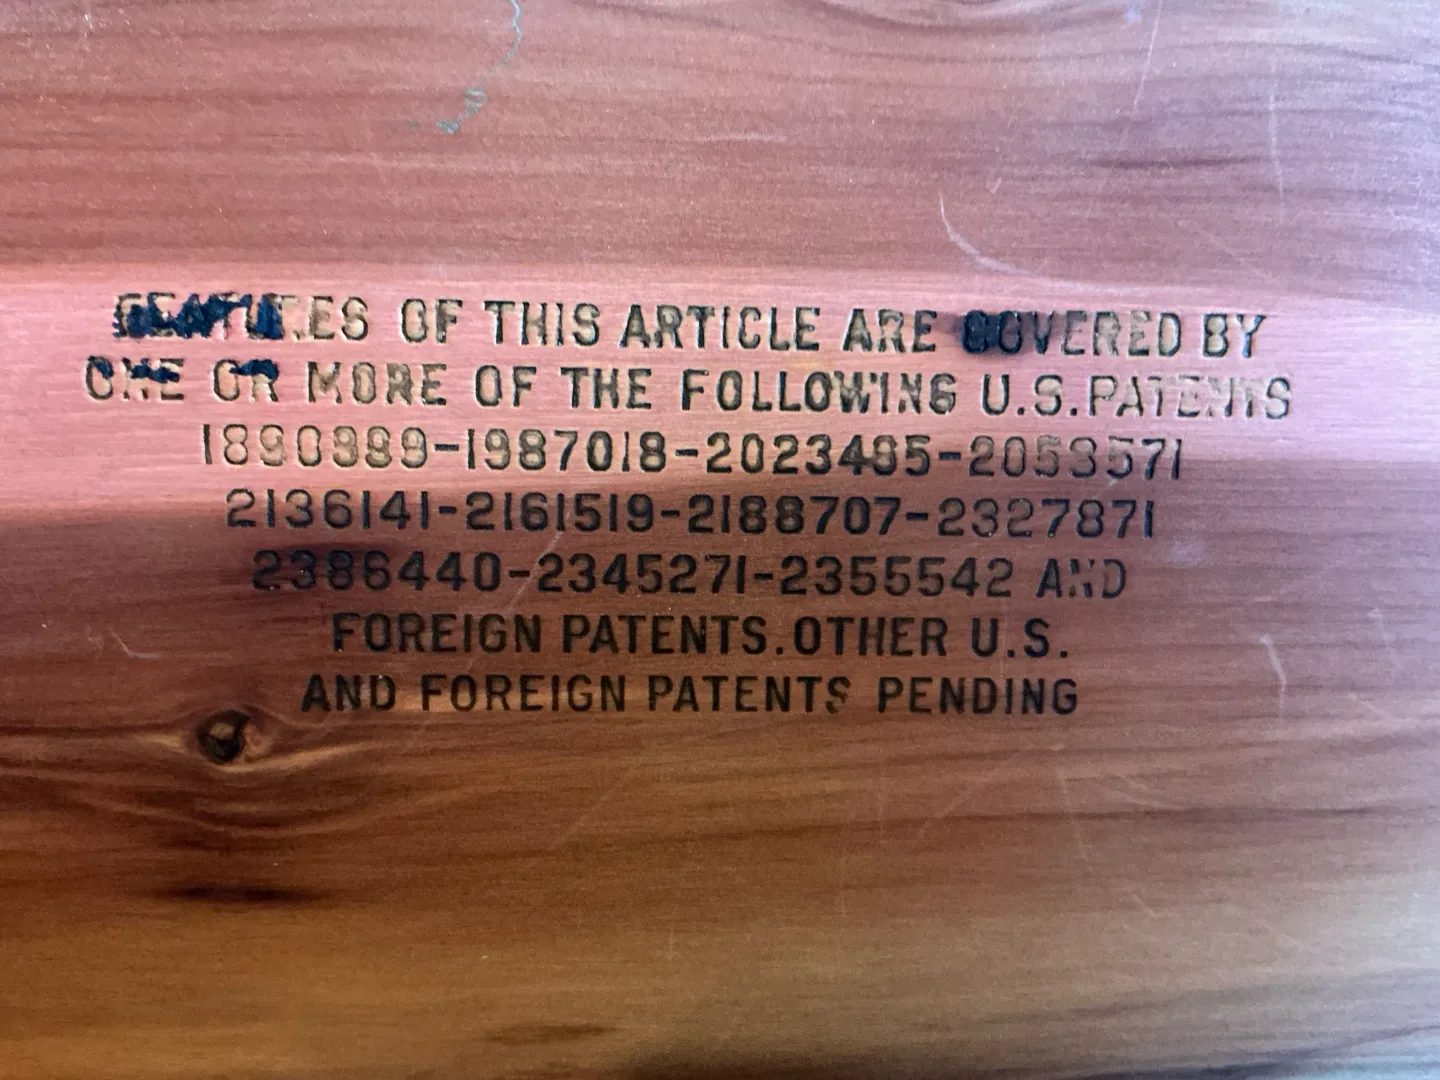 FEATURES OF THIS ARTICLE ARE COVERED BY
ONE OR MORE OF THE FOLLOWING U.S. PATENTS
1890999-1987018-2023485-2053571
2136141-2161519-2188707-2327871
2386440-2345271-2355542 AND
FOREIGN PATENTS. OTHER U.S.
AND FOREIGN PATENTS PENDING